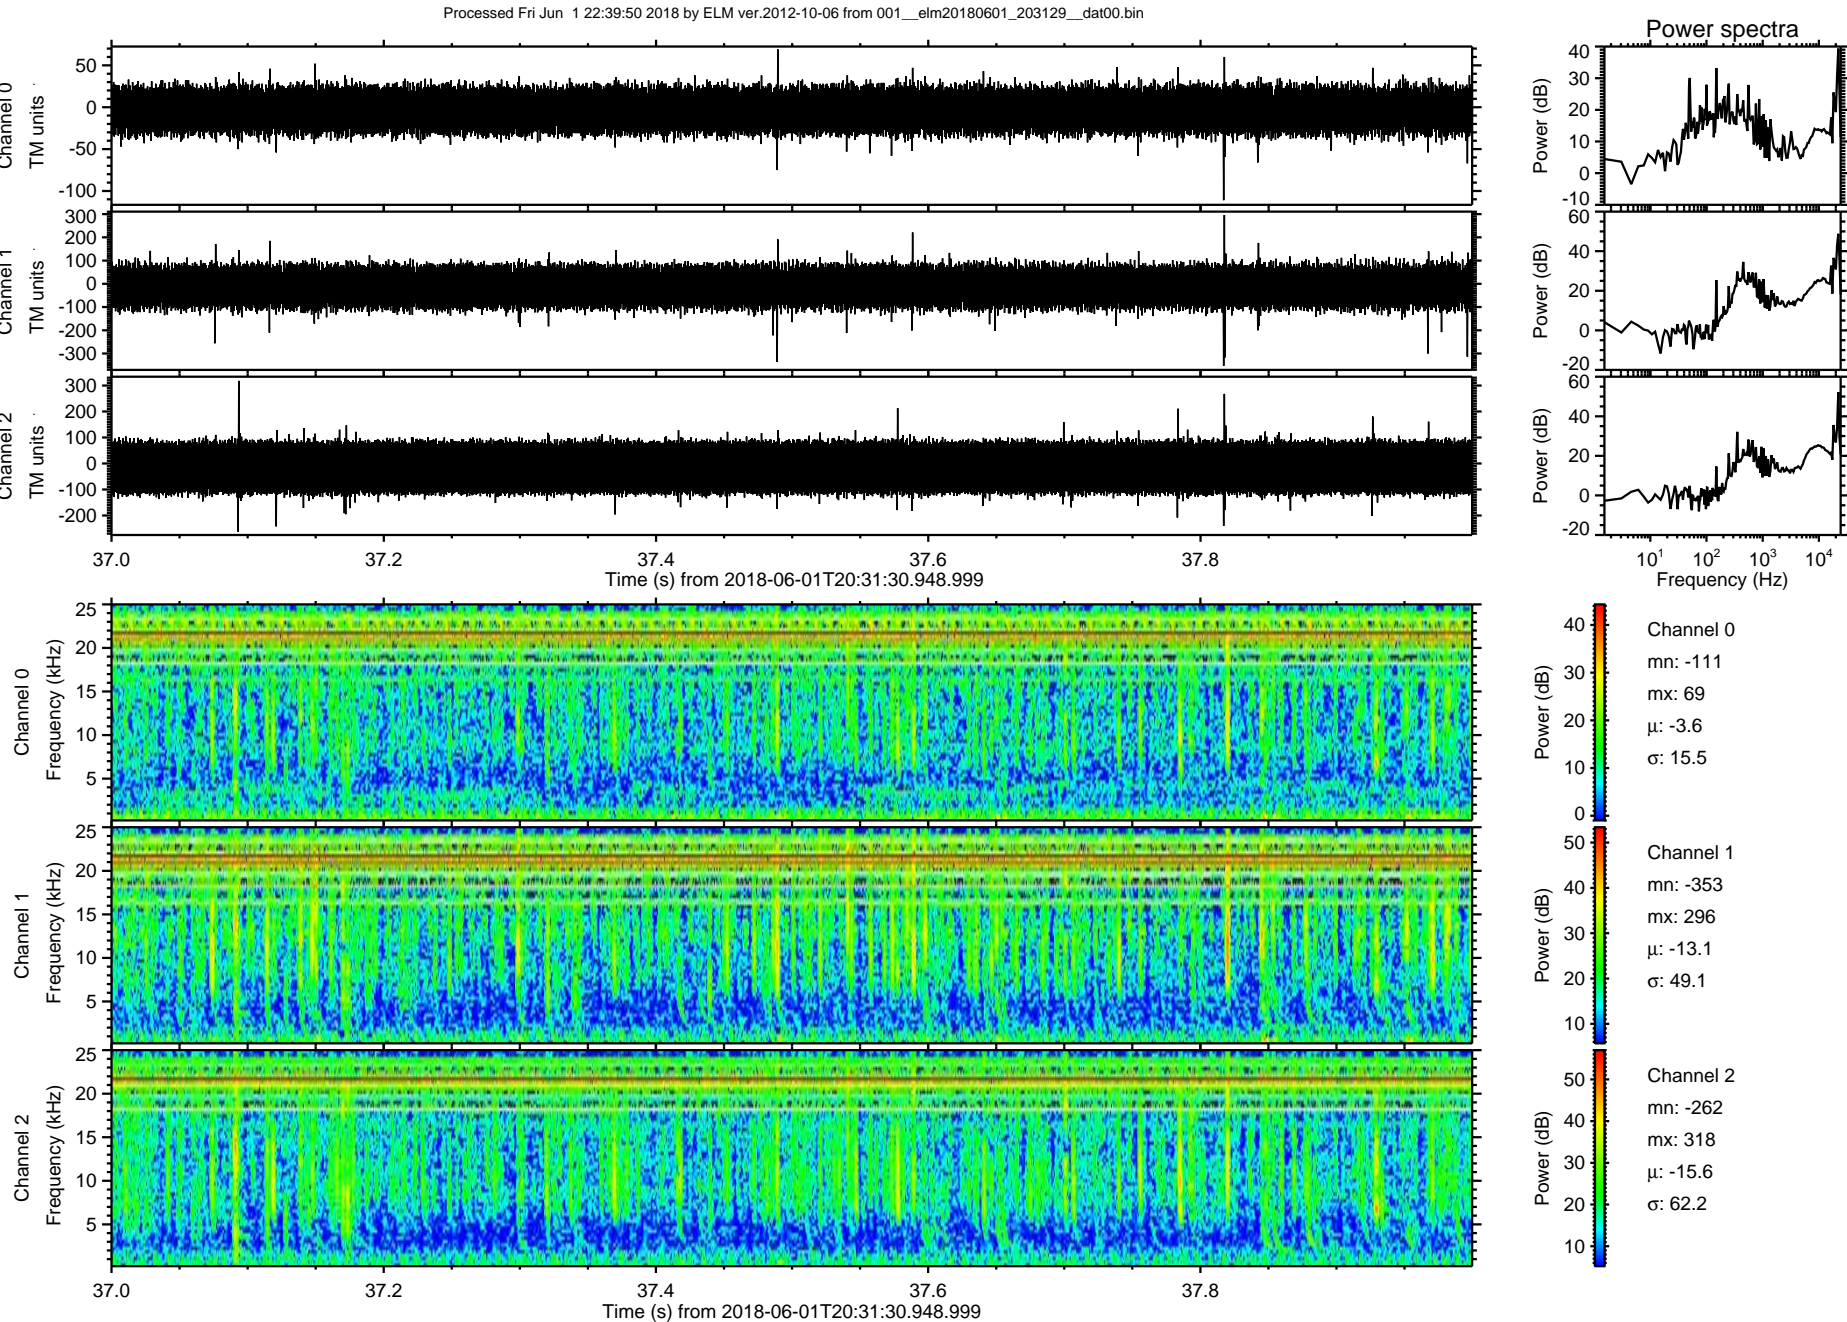 Processed Fri Jun  1 22:39:50 2018 by ELM ver.2012-10-06 from 001__elm20180601_203129__dat00.bin
Power spectra
Channel 0
TM units
50
0
-50
-100
Power (dB)
40
30
20
10
0
-10
Channel 1
TM units
300
200
100
0
-100
-200
-300
Power (dB)
60
40
20
0
-20
Channel 2
TM units
300
200
100
0
-100
-200
Power (dB)
60
40
20
0
-20
37.0 37.2 37.4 37.6 37.8
Time (s) from 2018-06-01T20:31:30.948.999
10^1 10^2 10^3 10^4
Frequency (Hz)
Channel 0
Frequency (kHz)
25
20
15
10
5
Power (dB)
40
30
20
10
0
Channel 0
mn: -111
mx: 69
μ: -3.6
σ: 15.5
Channel 1
Frequency (kHz)
25
20
15
10
5
Power (dB)
50
40
30
20
10
Channel 1
mn: -353
mx: 296
μ: -13.1
σ: 49.1
Channel 2
Frequency (kHz)
25
20
15
10
5
Power (dB)
50
40
30
20
10
Channel 2
mn: -262
mx: 318
μ: -15.6
σ: 62.2
37.0 37.2 37.4 37.6 37.8
Time (s) from 2018-06-01T20:31:30.948.999